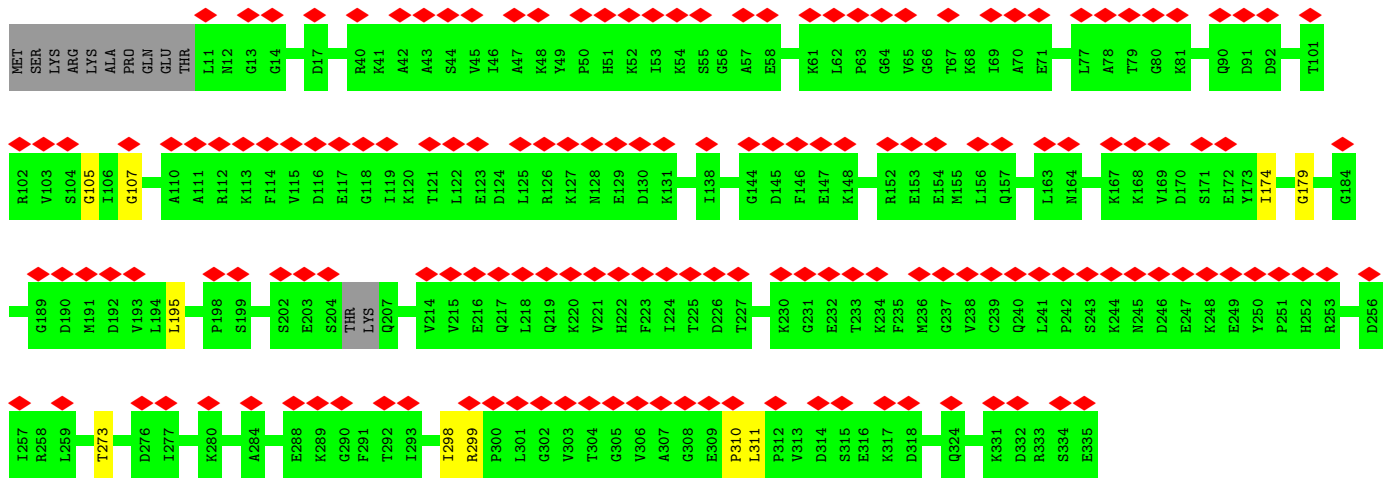 MET SER LYS ARG LYS ALA PRO GLN GLU THR L11 N12 G13 G14 D17 R40 K41 A42 A43 S44 V45 I46 A47 K48 Y49 P50 H51 K52 I53 K54 S55 G56 A57 E58 K61 L62 P63 G64 V65 G66 T67 K68 I69 A70 E71 L77 A78 T79 G80 K81 Q90 D91 D92 T101
R102 V103 S104 G105 I106 G107 A110 A111 R112 K113 F114 V115 D116 E117 G118 I119 K120 T121 L122 E123 D124 L125 R126 K127 N128 E129 D130 K131 I138 G144 D145 F146 E147 K148 R152 E153 E154 M155 L156 Q157 L163 N164 K167 K168 V169 D170 S171 E172 Y173 I174 G179 G184
G189 D190 M191 D192 V193 L194 L195 P198 S199 S202 E203 S204 THR LYS Q207 V214 V215 E216 Q217 L218 Q219 K220 V221 H222 F223 I224 T225 D226 T227 K230 G231 E232 T233 K234 F235 M236 G237 V238 C239 Q240 L241 P242 S243 K244 N245 D246 E247 K248 E249 Y250 P251 H252 R253 D256
I257 R258 L259 T273 D276 I277 K280 A284 E288 K289 G290 F291 T292 I293 I298 R299 P300 L301 G302 V303 T304 G305 V306 A307 G308 E309 P310 L311 P312 V313 D314 S315 E316 K317 D318 Q324 K331 D332 R333 S334 E335